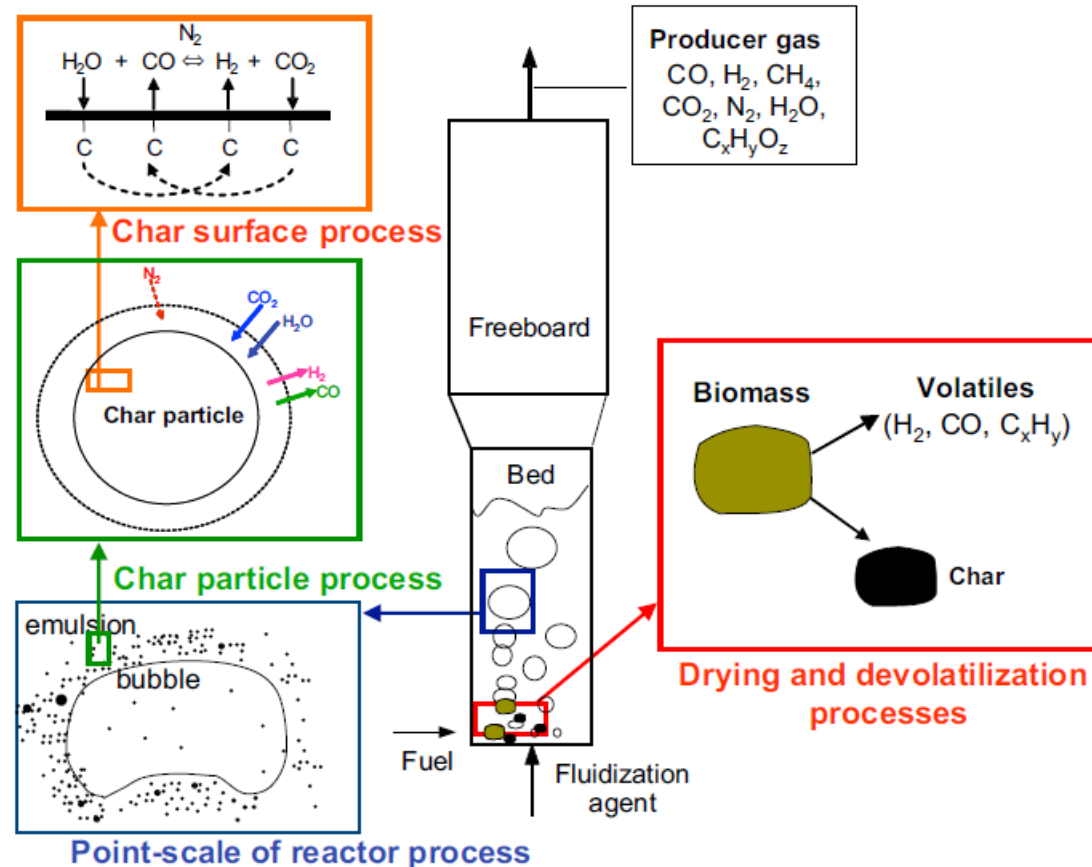 N₂
H₂O + CO ⇔ H₂ + CO₂
C C C C
Char surface process
N₂
CO₂
H₂O
H₂
CO
Char particle
Char particle process
emulsion
bubble
Point-scale of reactor process
Producer gas
CO, H₂, CH₄,
CO₂, N₂, H₂O,
CₓHᵧO_z
Freeboard
Bed
Fuel
Fluidization
agent
Biomass
Volatiles
(H₂, CO, CₓHᵧ)
Char
Drying and devolatilization
processes